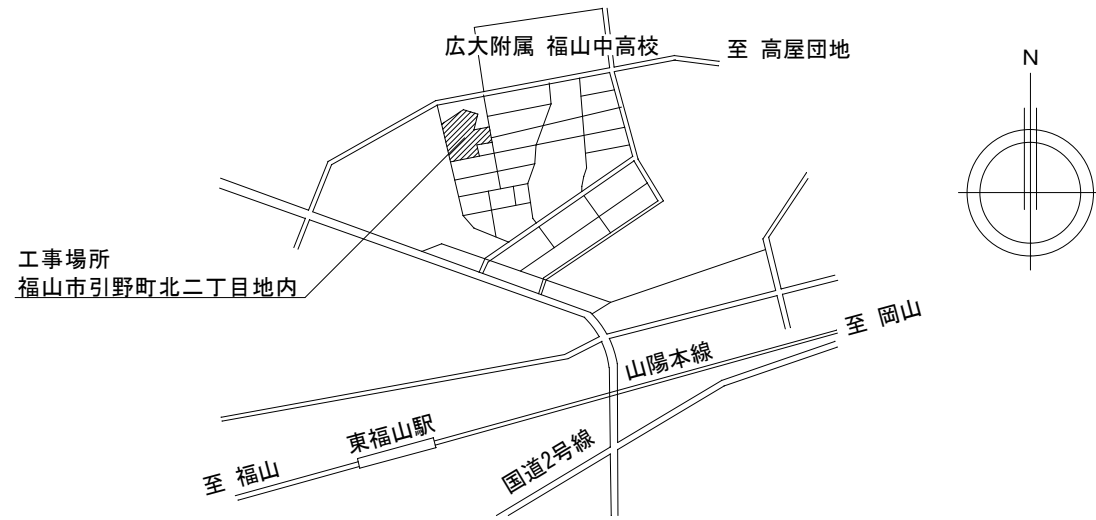 広大附属 福山中高校
至 高屋団地
N
工事場所
福山市引野町北二丁目地内
至 岡山
山陽本線
東福山駅
国道2号線
至 福山